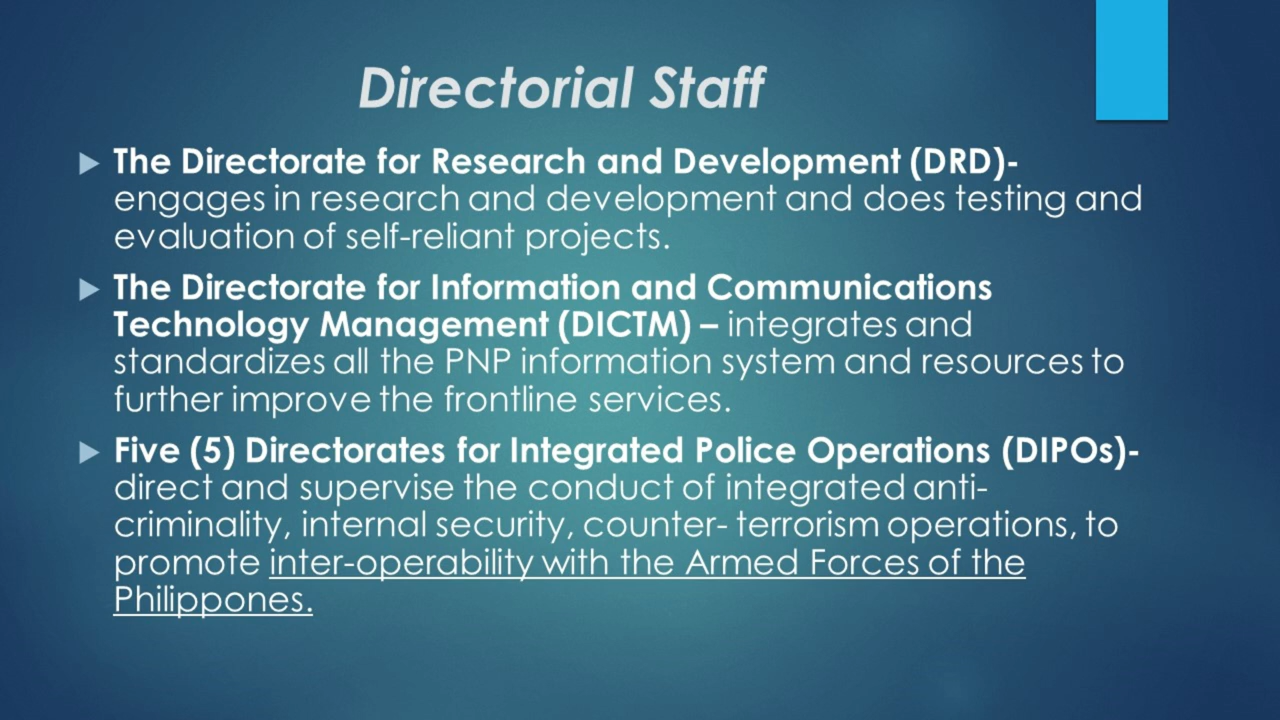 Directorial Staff
The Directorate for Research and Development (DRD)-
engages in research and development and does testing and
evaluation of self-reliant projects.
The Directorate for Information and Communications
Technology Management (DICTM) – integrates and
standardizes all the PNP information system and resources to
further improve the frontline services.
Five (5) Directorates for Integrated Police Operations (DIPOs)-
direct and supervise the conduct of integrated anti-
criminality, internal security, counter- terrorism operations, to
promote inter-operability with the Armed Forces of the
Philippones.